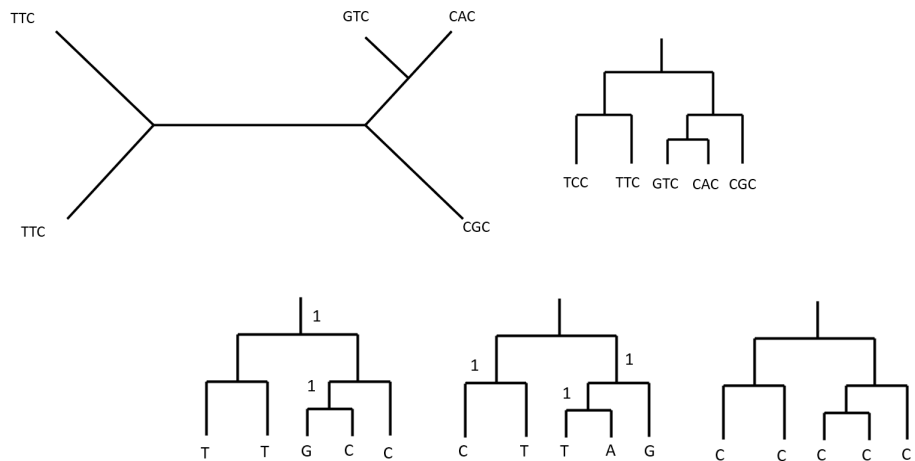 TTC
GTC
CAC
TTC
CGC
TCC TTC GTC CAC CGC
1
1
T T G C C
1
1
1
C T T A G
C C C C C